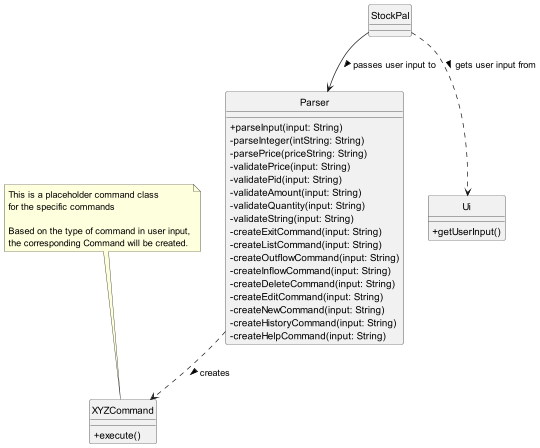 StockPal
passes user input to
gets user input from
Parser
+parseInput(input: String)
-parseInteger(intString: String)
-parsePrice(priceString: String)
-validatePrice(input: String)
-validatePid(input: String)
-validateAmount(input: String)
-validateQuantity(input: String)
-validateString(input: String)
-createExitCommand(input: String)
-createListCommand(input: String)
-createOutflowCommand(input: String)
-createInflowCommand(input: String)
-createDeleteCommand(input: String)
-createEditCommand(input: String)
-createNewCommand(input: String)
-createHistoryCommand(input: String)
-createHelpCommand(input: String)
Ui
+getUserInput()
This is a placeholder command class
for the specific commands
Based on the type of command in user input,
the corresponding Command will be created.
creates
XYZCommand
+execute()